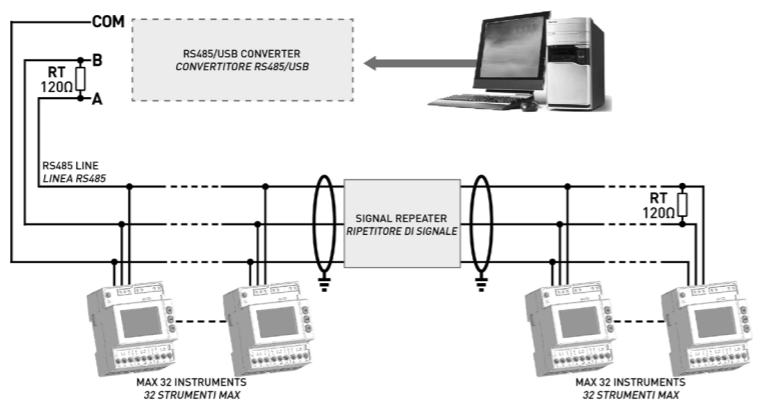 COM
RS485/USB CONVERTER
CONVERTITORE RS485/USB
B
RT
120Ω
A
RS485 LINE
LINEA RS485
SIGNAL REPEATER
RIPETITORE DI SIGNALE
RT
120Ω
MAX 32 INSTRUMENTS
32 STRUMENTI MAX
MAX 32 INSTRUMENTS
32 STRUMENTI MAX